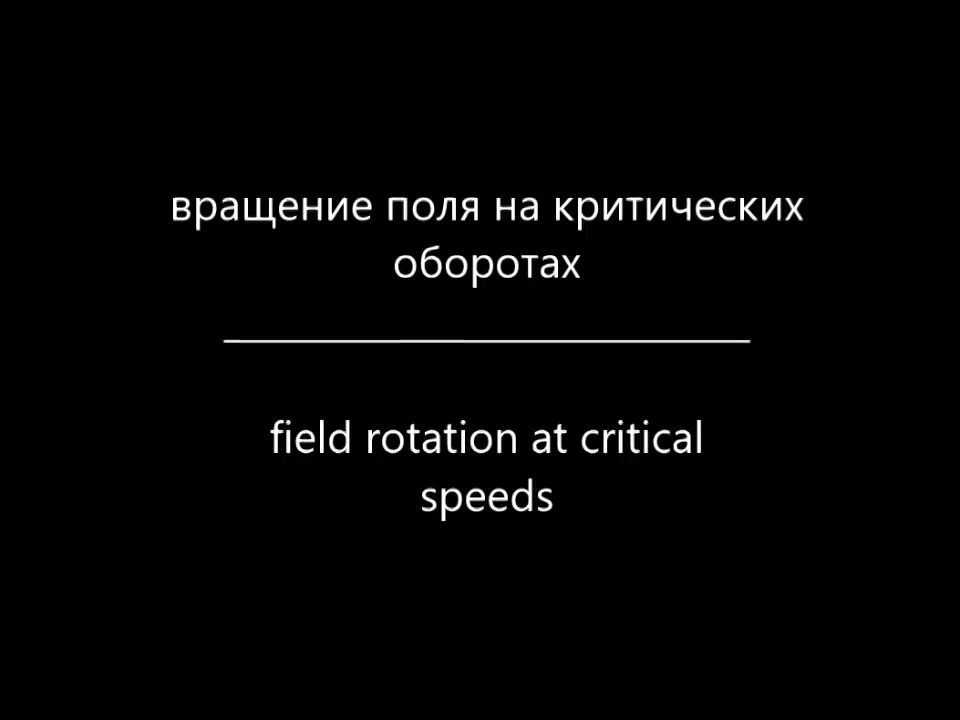 вращение поля на критических
оборотах
field rotation at critical
speeds